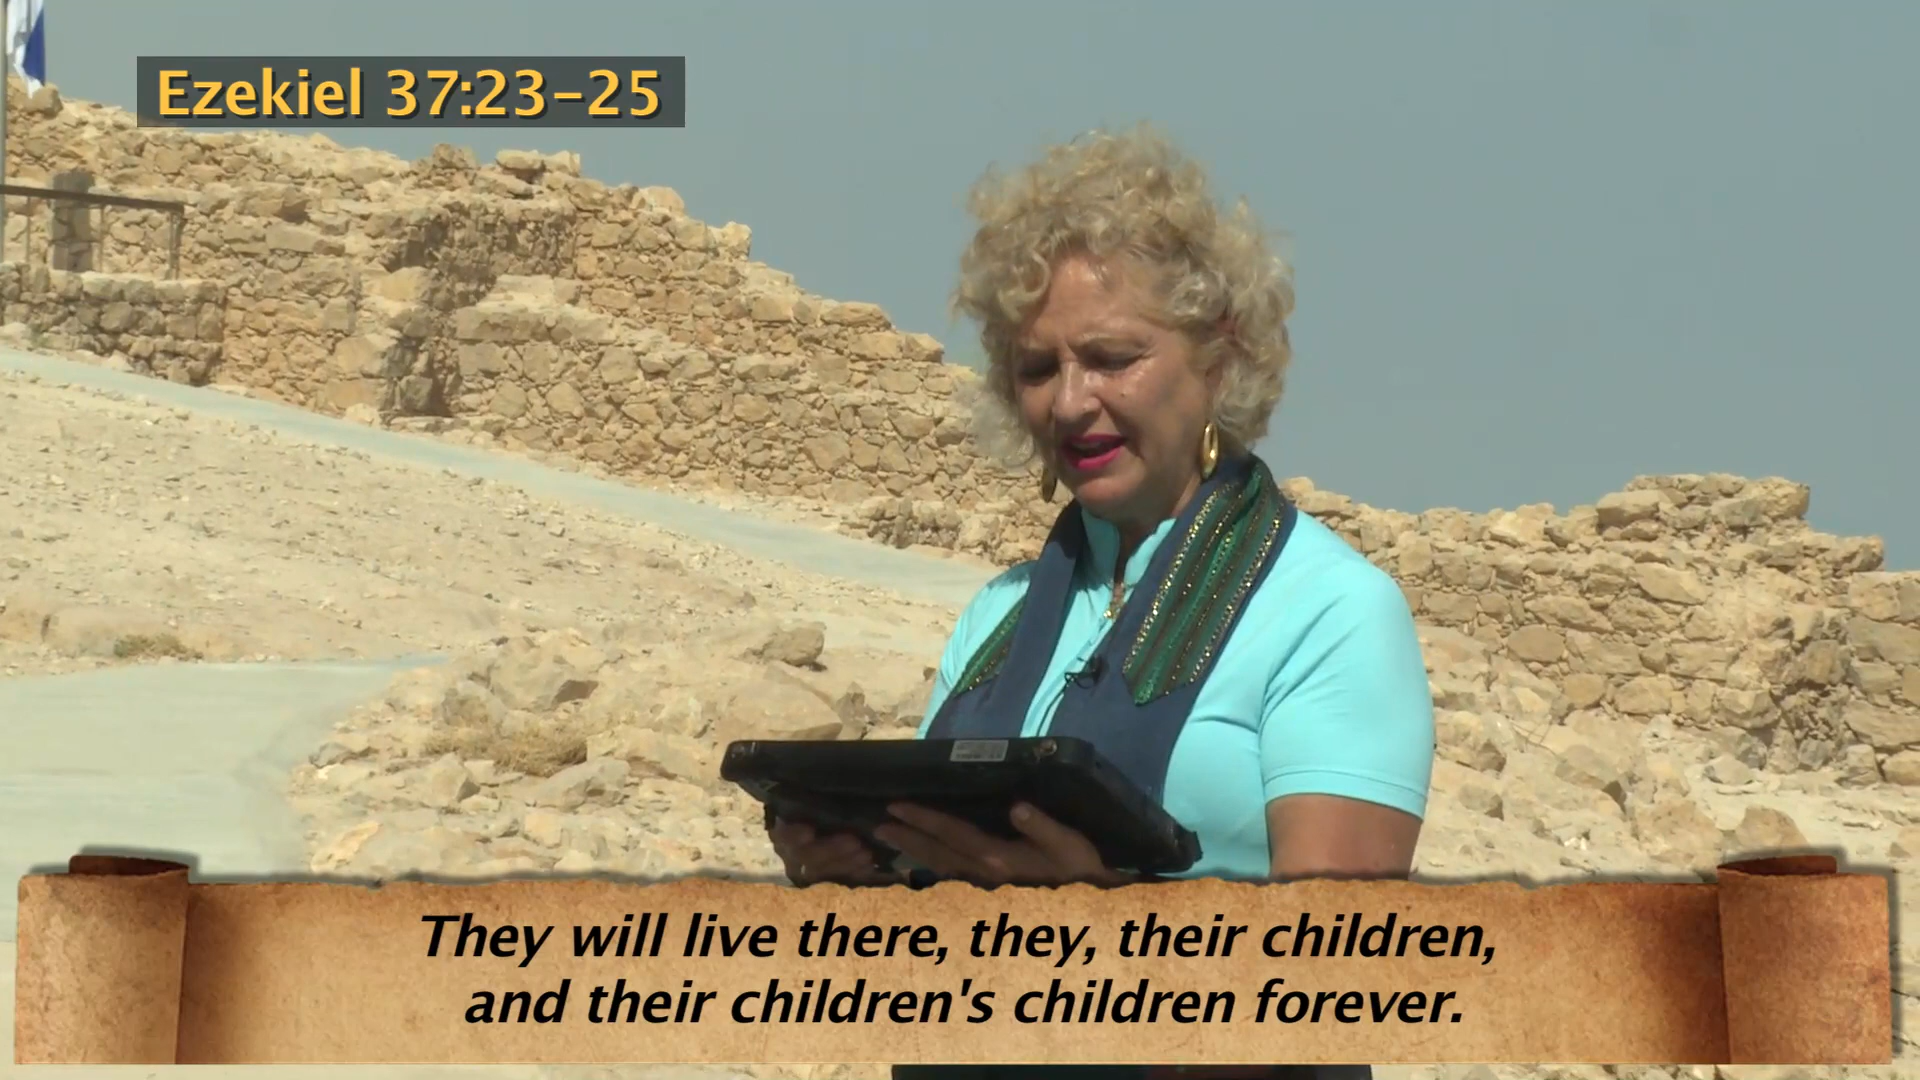 Ezekiel 37:23-25
They will live there, they, their children,
and their children's children forever.